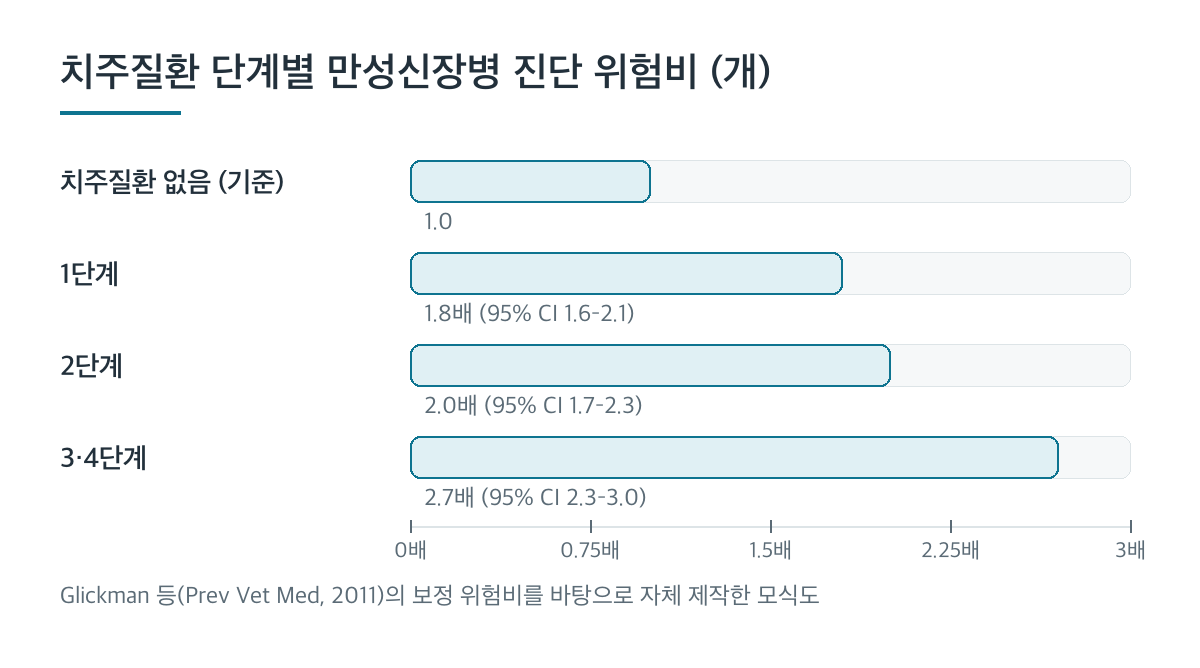 치주질환 단계별 만성신장병 진단 위험비 (개)
치주질환 없음 (기준)
1.0
1단계
1.8배 (95% CI 1.6-2.1)
2단계
2.0배 (95% CI 1.7-2.3)
3·4단계
2.7배 (95% CI 2.3-3.0)
0배 0.75배 1.5배 2.25배 3배
Glickman 등(Prev Vet Med, 2011)의 보정 위험비를 바탕으로 자체 제작한 모식도